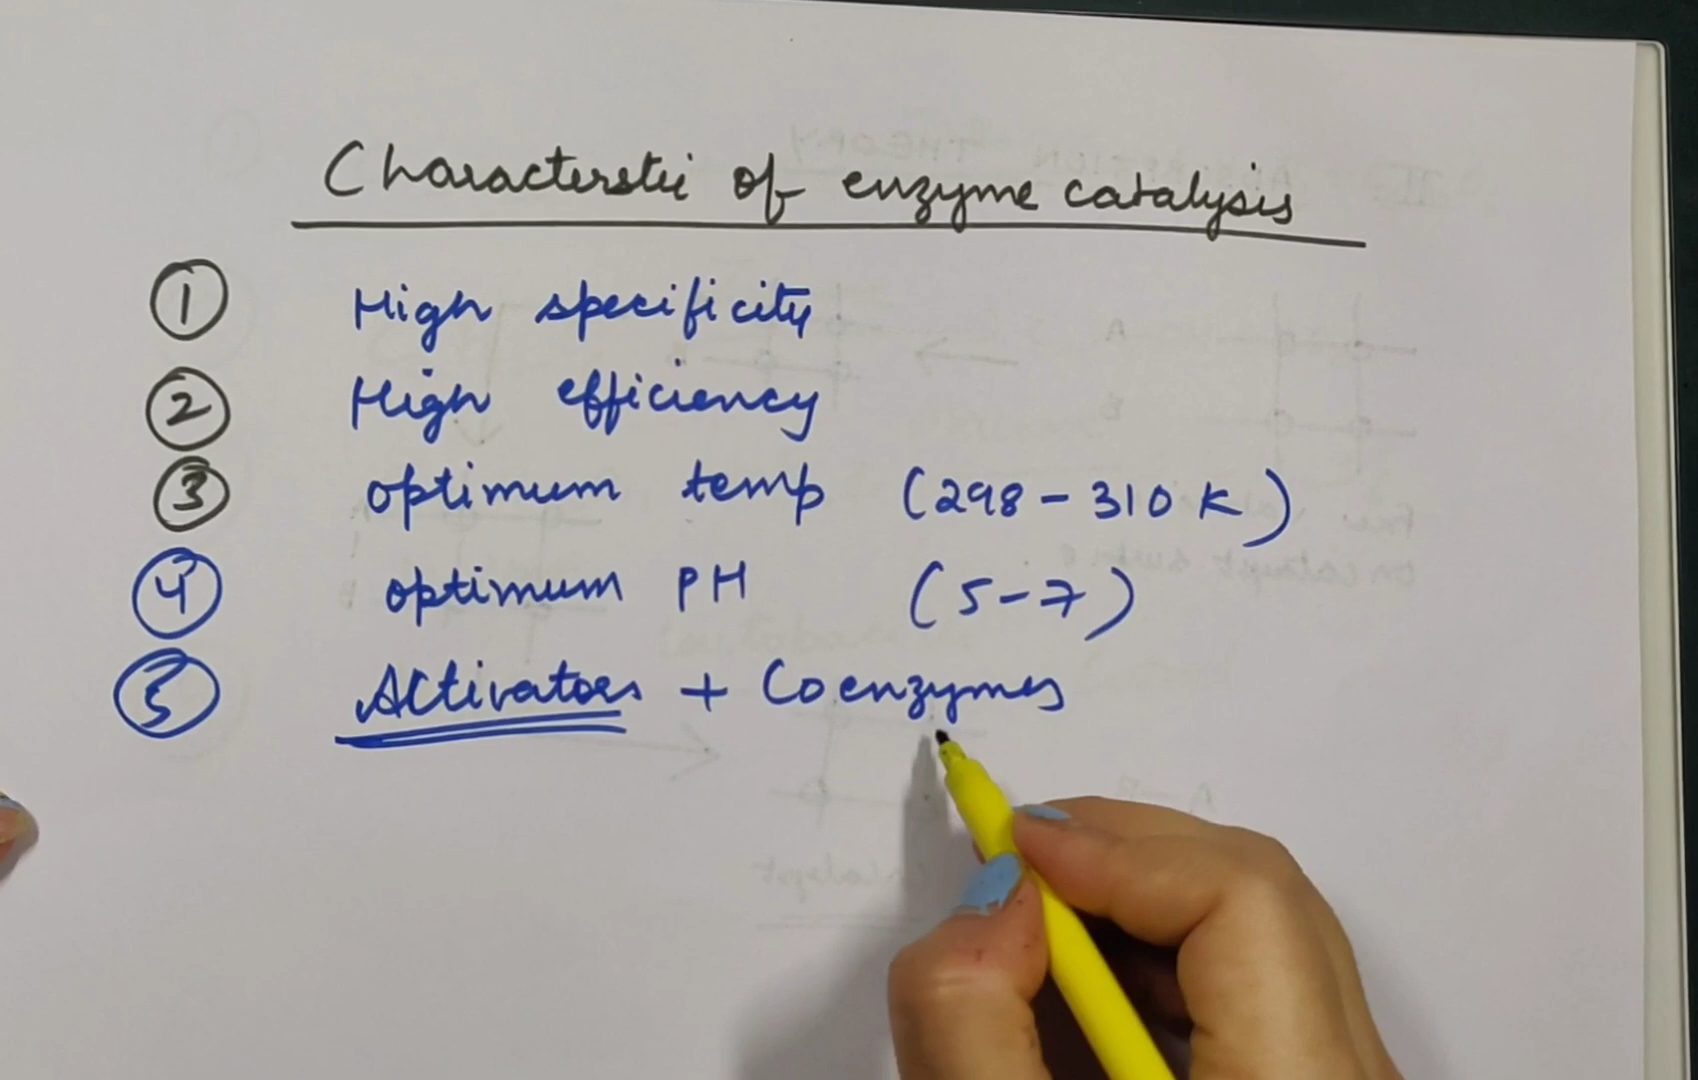 Characterstic of enzyme catalysis
1 High specificity
2 High efficiency
3 optimum temp (298 - 310 K)
4 optimum PH (5-7)
5 Activators + Coenzymes